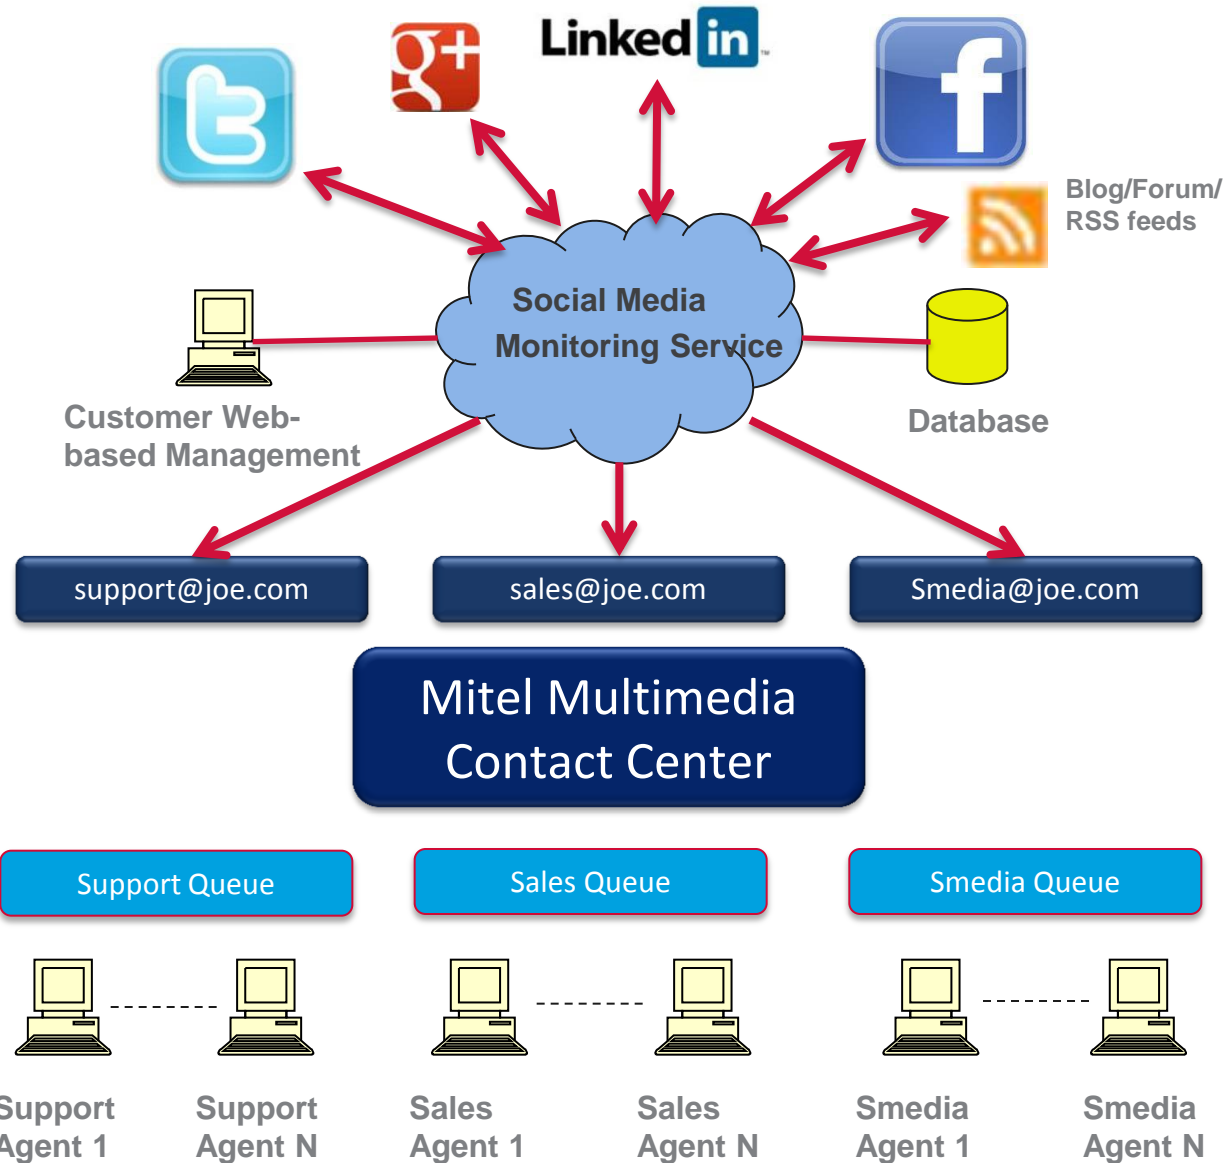 g+
Linked in
t
f
Blog/Forum/
RSS feeds
Social Media
Monitoring Service
Customer Web-
based Management
Database
support@joe.com
sales@joe.com
Smedia@joe.com
Mitel Multimedia
Contact Center
Support Queue
Sales Queue
Smedia Queue
Support
Agent 1
Support
Agent N
Sales
Agent 1
Sales
Agent N
Smedia
Agent 1
Smedia
Agent N